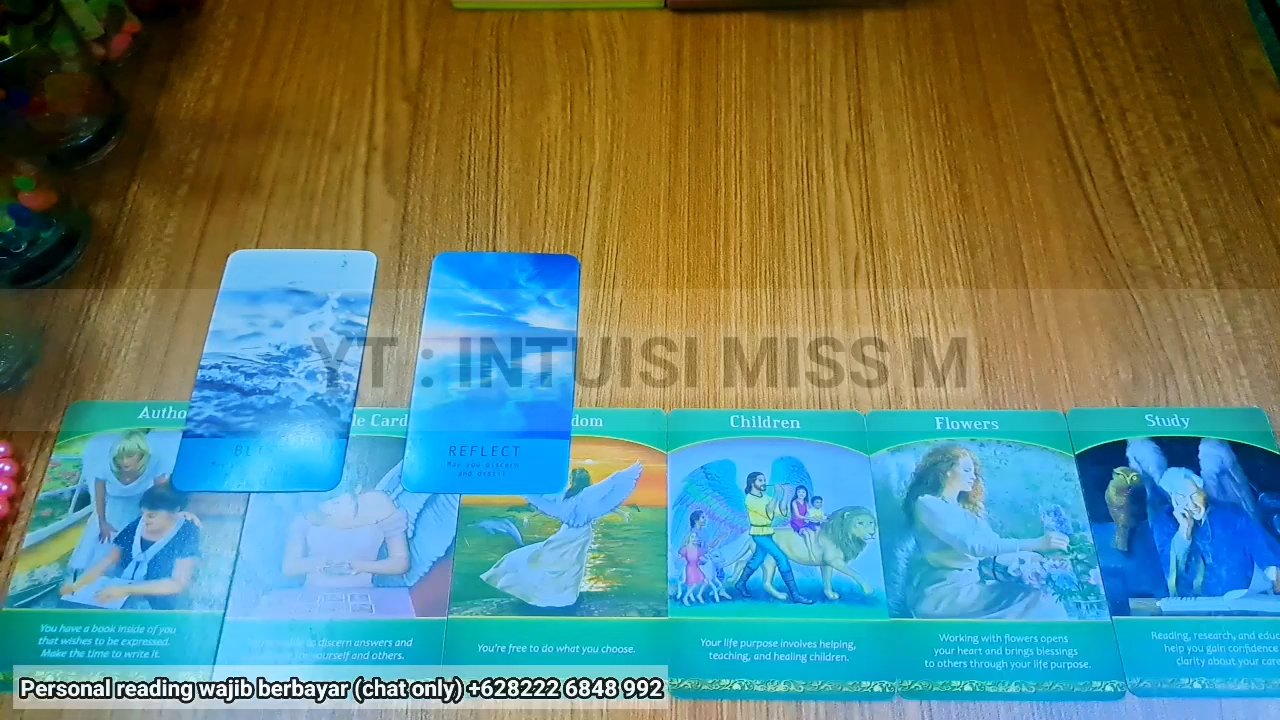 YT : INTUISI MISS M
REFLECT
May you discern
and distil
Autho
le Card
dom
Children
Flowers
Study
You have a book inside of you
that wishes to be expressed.
Make the time to write it.
to discern answers and
yourself and others.
You're free to do what you choose.
Your life purpose involves helping,
teaching, and healing children.
Working with flowers opens
your heart and brings blessings
to others through your life purpose.
Reading, research, and educ
help you gain confidence
clarity about your care
Personal reading wajib berbayar (chat only) +628222 6848 992